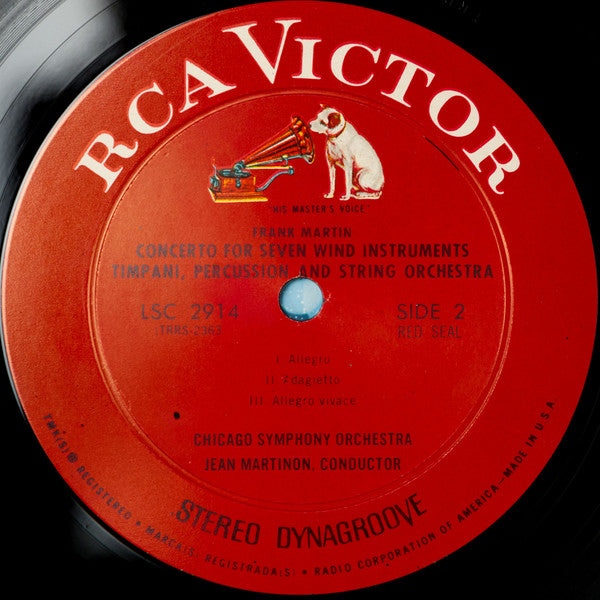 RCA VICTOR
"HIS MASTER'S VOICE"
FRANK MARTIN
CONCERTO FOR SEVEN WIND INSTRUMENTS
TIMPANI, PERCUSSION AND STRING ORCHESTRA
LSC 2914 SIDE 2
TRRS-2363 RED SEAL
I. Allegro
II. Adagietto
III. Allegro vivace
CHICAGO SYMPHONY ORCHESTRA
JEAN MARTINON, CONDUCTOR
STEREO DYNAGROOVE
TMK(S) ® REGISTERED • MARCA(S) REGISTRADA(S) • RADIO CORPORATION OF AMERICA—MADE IN U.S.A.